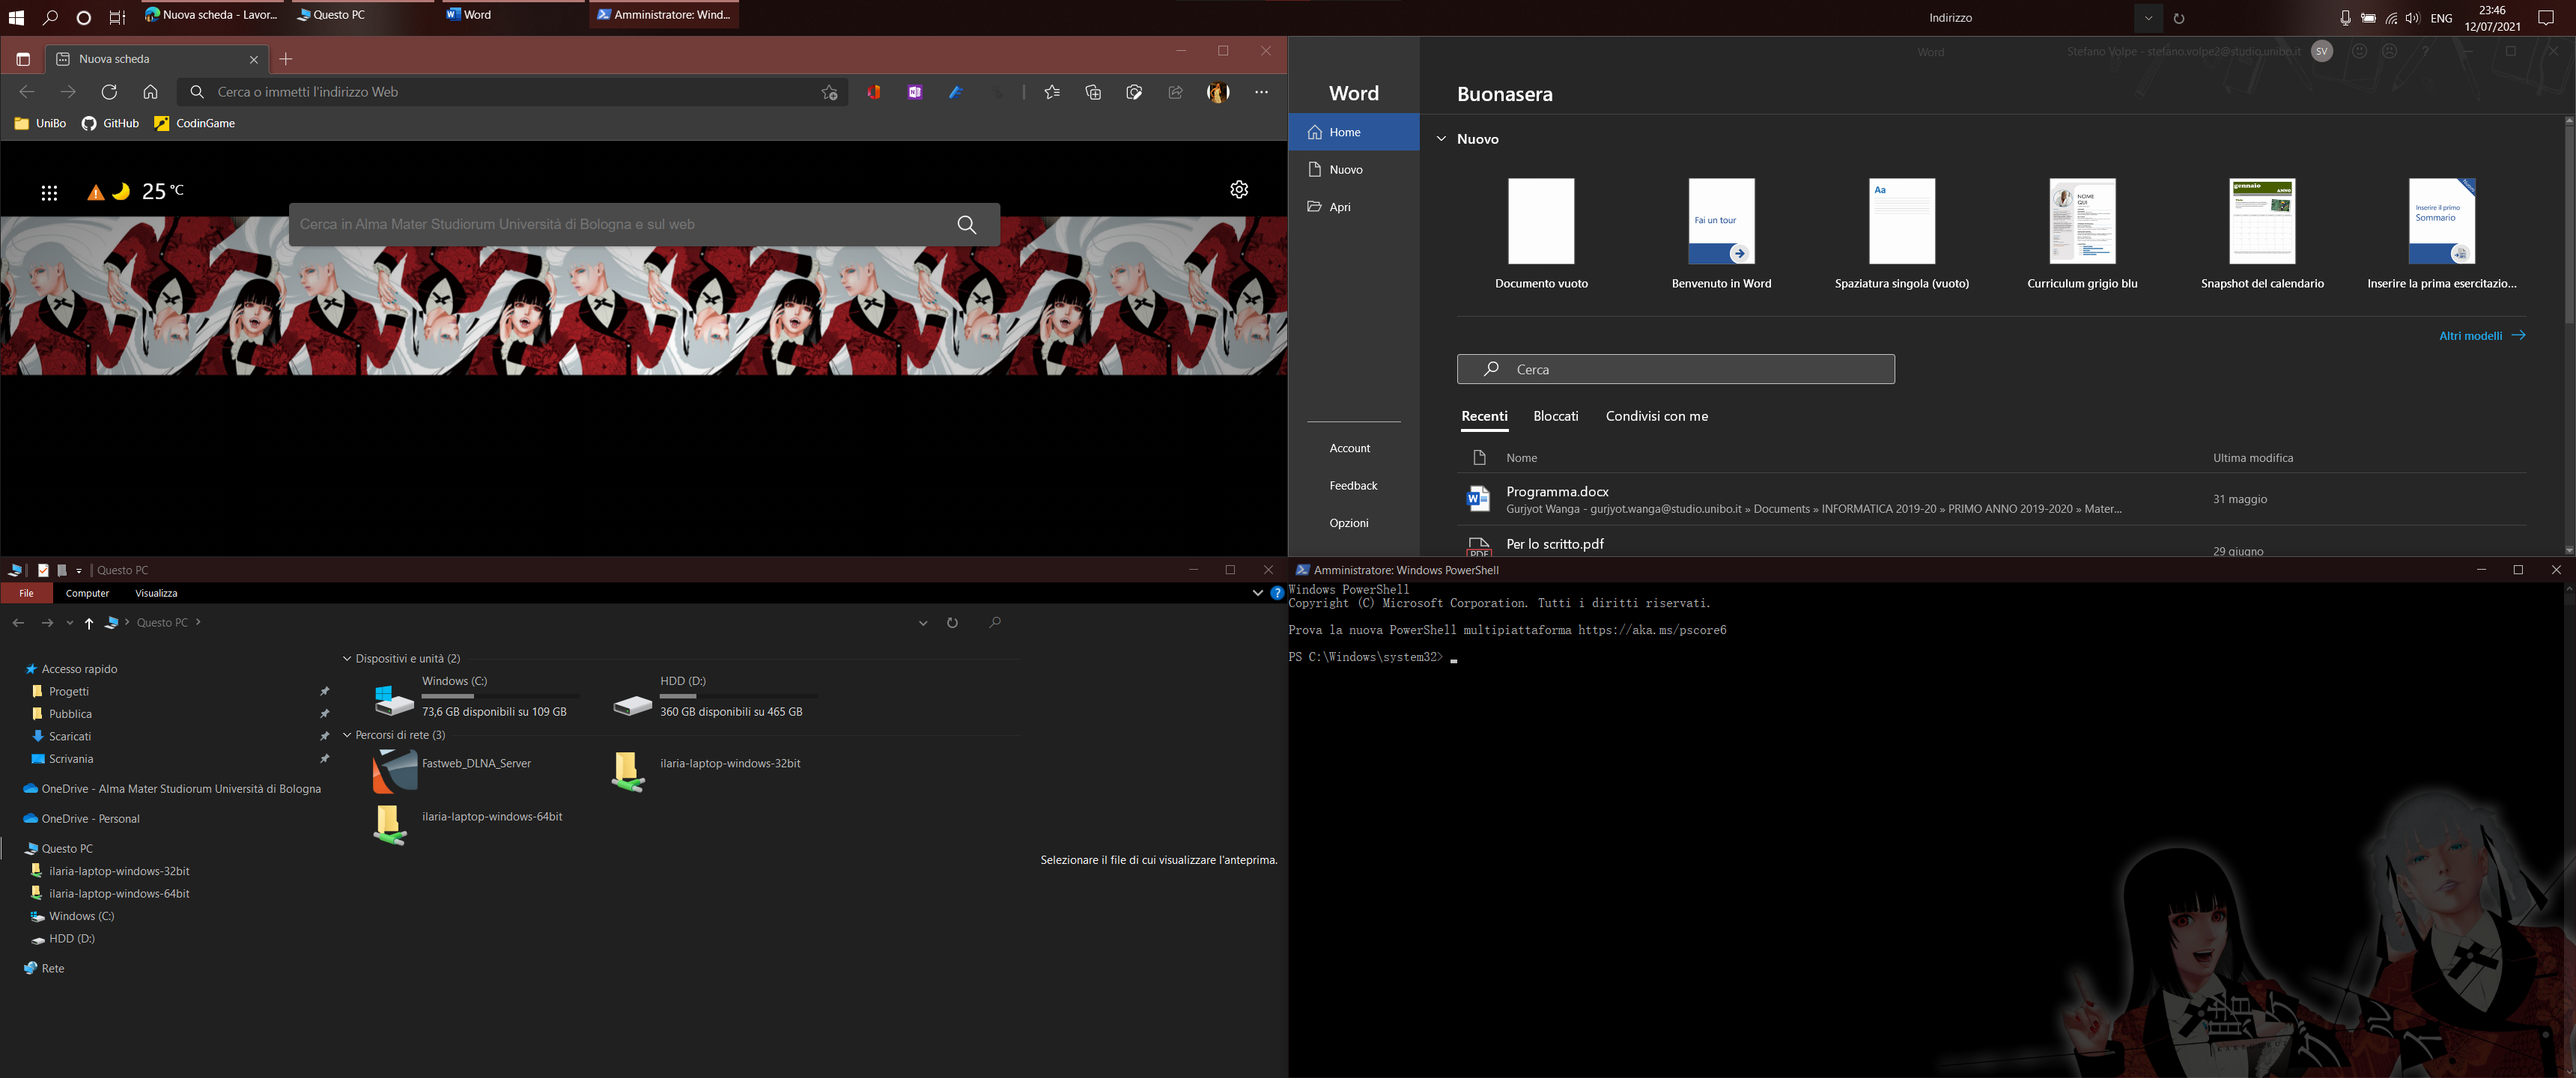 Nuova scheda - Lavor...
Questo PC
Word
Amministratore: Wind...
Indirizzo
ENG
23:46
12/07/2021
Nuova scheda
Cerca o immetti l'indirizzo Web
UniBo
GitHub
CodingGame
25 °C
Cerca in Alma Mater Studiorum Università di Bologna e sul web
Word
Stefano Volpe - stefano.volpe2@studio.unibo.it
SV
Word
Buonasera
Home
Nuovo
Apri
Account
Feedback
Opzioni
Nuovo
Documento vuoto
Fai un tour
Benvenuto in Word
Aa
Spaziatura singola (vuoto)
NOME
QUI
Curriculum grigio blu
gennaio
ANNO
Snapshot del calendario
Nuovo
Inserire il primo
Sommario
Inserire la prima esercitazio...
Altri modelli
Cerca
Recenti
Bloccati
Condivisi con me
Nome
Ultima modifica
Programma.docx
Gurjyot Wanga - gurjyot.wanga@studio.unibo.it » Documents » INFORMATICA 2019-20 » PRIMO ANNO 2019-2020 » Mater...
31 maggio
PDF
Per lo scritto.pdf
29 giugno
Questo PC
File
Computer
Visualizza
Questo PC
Accesso rapido
Progetti
Pubblica
Scaricati
Scrivania
OneDrive - Alma Mater Studiorum Università di Bologna
OneDrive - Personal
Questo PC
ilaria-laptop-windows-32bit
ilaria-laptop-windows-64bit
Windows (C:)
HDD (D:)
Rete
Dispositivi e unità (2)
Windows (C:)
73,6 GB disponibili su 109 GB
HDD (D:)
360 GB disponibili su 465 GB
Percorsi di rete (3)
Fastweb_DLNA_Server
ilaria-laptop-windows-32bit
ilaria-laptop-windows-64bit
Selezionare il file di cui visualizzare l'anteprima.
Amministratore: Windows PowerShell
Windows PowerShell
Copyright (C) Microsoft Corporation. Tutti i diritti riservati.
Prova la nuova PowerShell multipiattaforma https://aka.ms/pscore6
PS C:\Windows\system32>